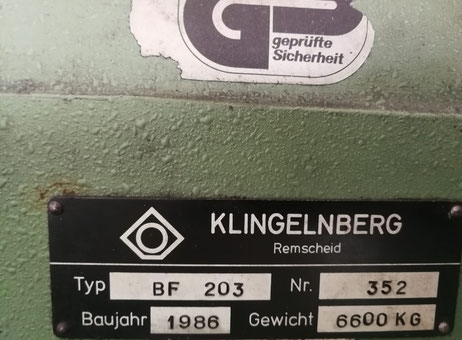 geprüfte
Sicherheit
KLINGELNBERG
Remscheid
Typ BF 203 Nr. 352
Baujahr 1986 Gewicht 6600 KG